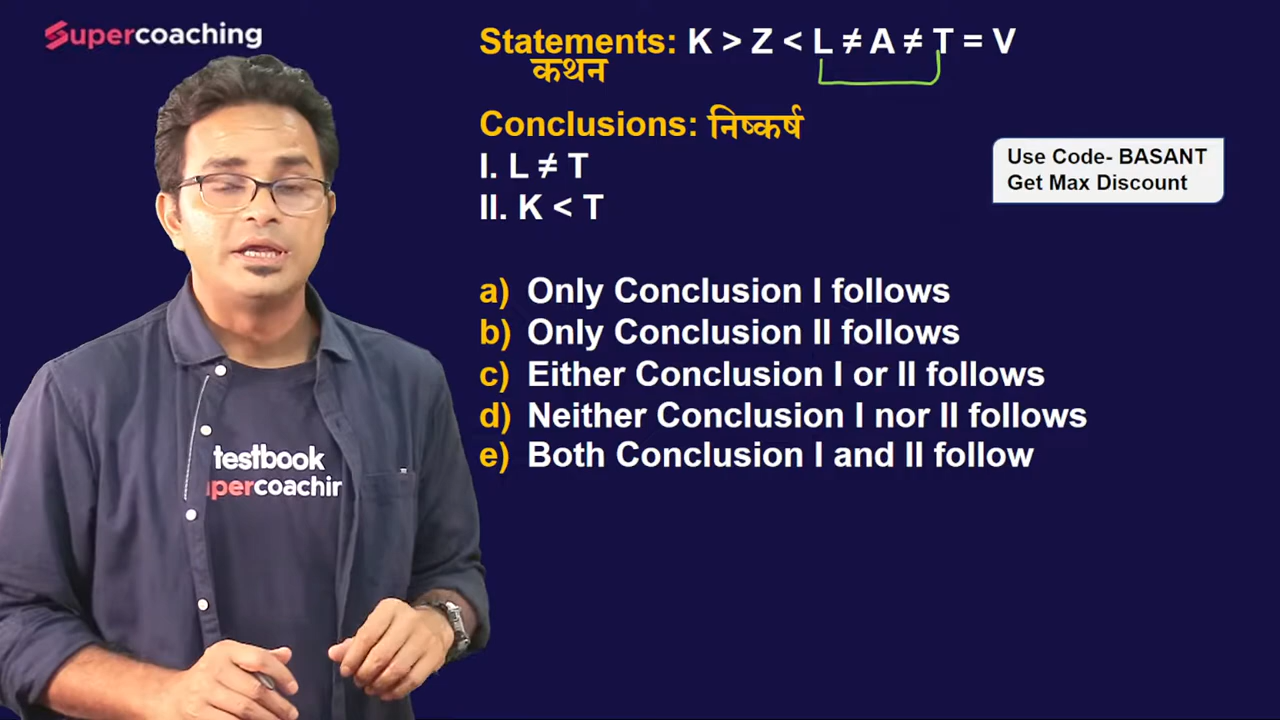 Supercoaching
Statements: K > Z < L ≠ A ≠ T = V
कथन
Conclusions: निष्कर्ष
I. L ≠ T
II. K < T
Use Code- BASANT
Get Max Discount
a) Only Conclusion I follows
b) Only Conclusion II follows
c) Either Conclusion I or II follows
d) Neither Conclusion I nor II follows
e) Both Conclusion I and II follow
testbook
upercoachin